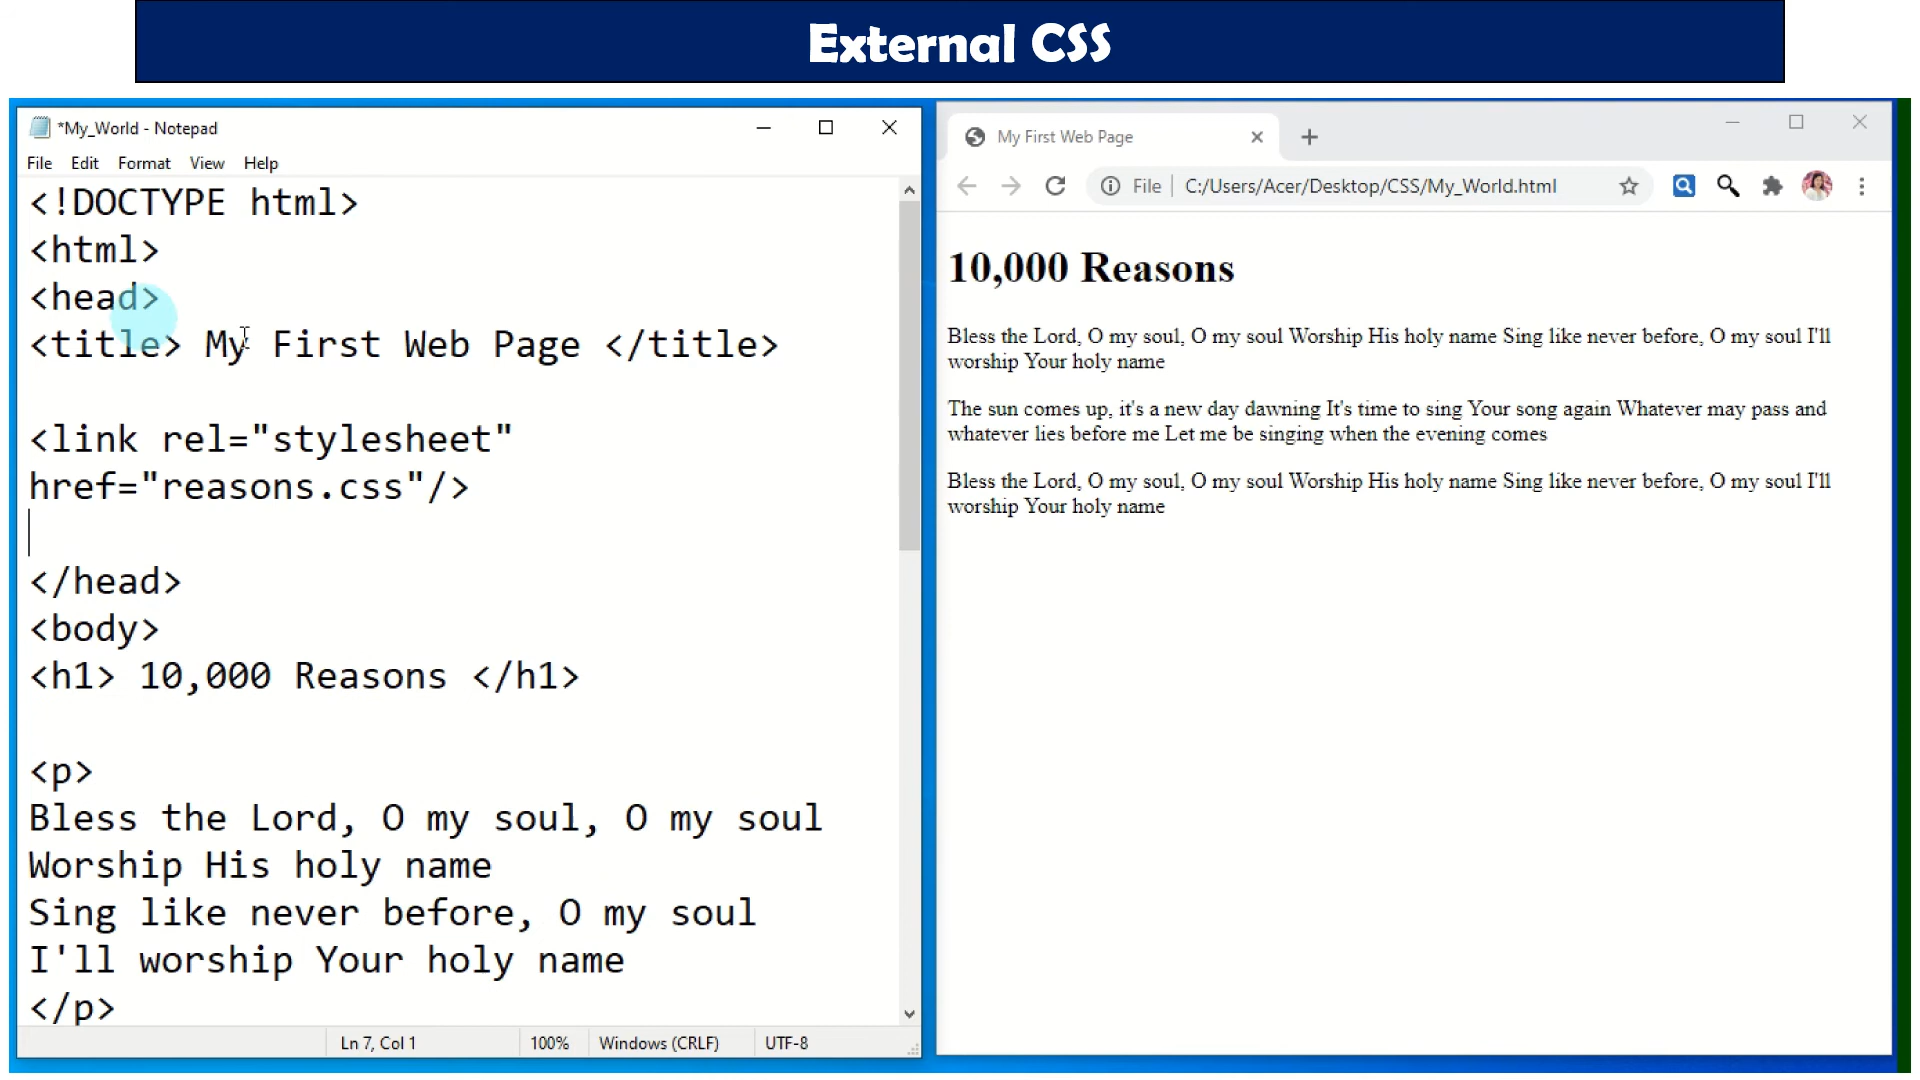 External CSS
*My_World - Notepad
File Edit Format View Help
<!DOCTYPE html>
<html>
<head>
<title> My First Web Page </title>
<link rel="stylesheet"
href="reasons.css"/>
</head>
<body>
<h1> 10,000 Reasons </h1>
<p>
Bless the Lord, O my soul, O my soul
Worship His holy name
Sing like never before, O my soul
I'll worship Your holy name
</p>
Ln 7, Col 1 100% Windows (CRLF) UTF-8
My First Web Page
File C:/Users/Acer/Desktop/CSS/My_World.html
10,000 Reasons
Bless the Lord, O my soul, O my soul Worship His holy name Sing like never before, O my soul I'll
worship Your holy name
The sun comes up, it's a new day dawning It's time to sing Your song again Whatever may pass and
whatever lies before me Let me be singing when the evening comes
Bless the Lord, O my soul, O my soul Worship His holy name Sing like never before, O my soul I'll
worship Your holy name